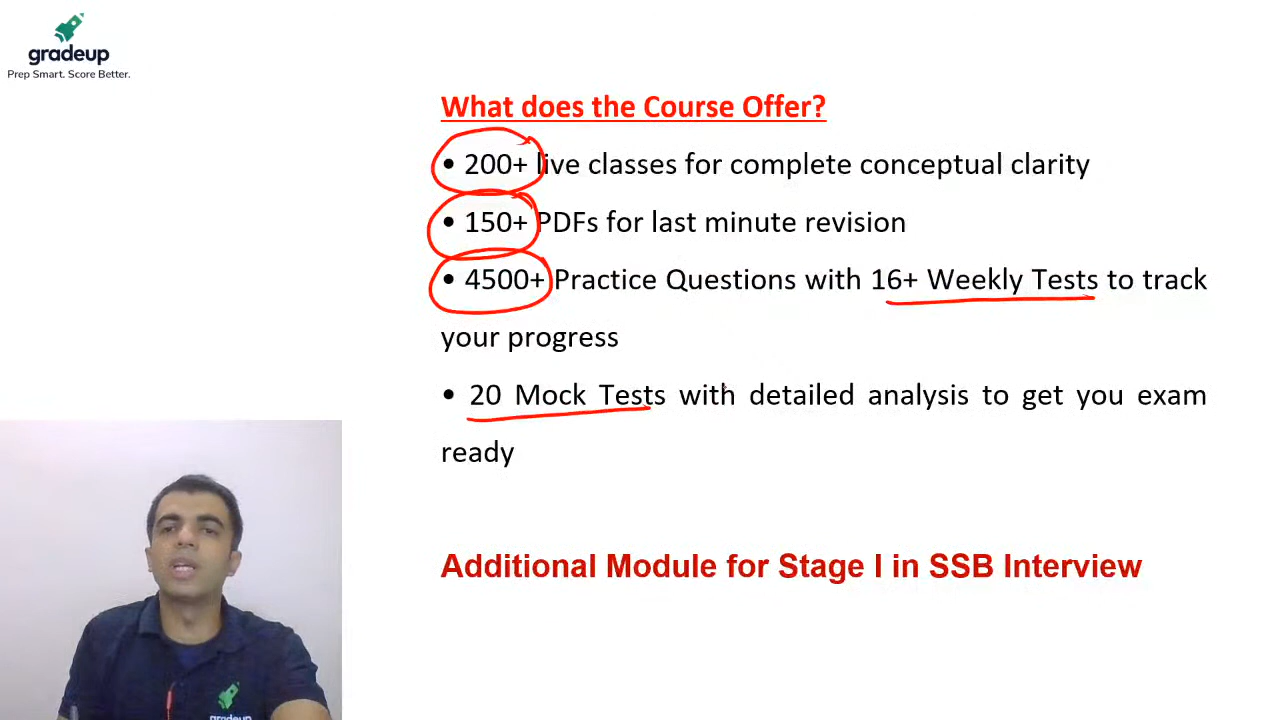 gradeup
Prep Smart. Score Better.
What does the Course Offer?
• 200+ live classes for complete conceptual clarity
• 150+ PDFs for last minute revision
• 4500+ Practice Questions with 16+ Weekly Tests to track
your progress
• 20 Mock Tests with detailed analysis to get you exam
ready
Additional Module for Stage I in SSB Interview
gradeup